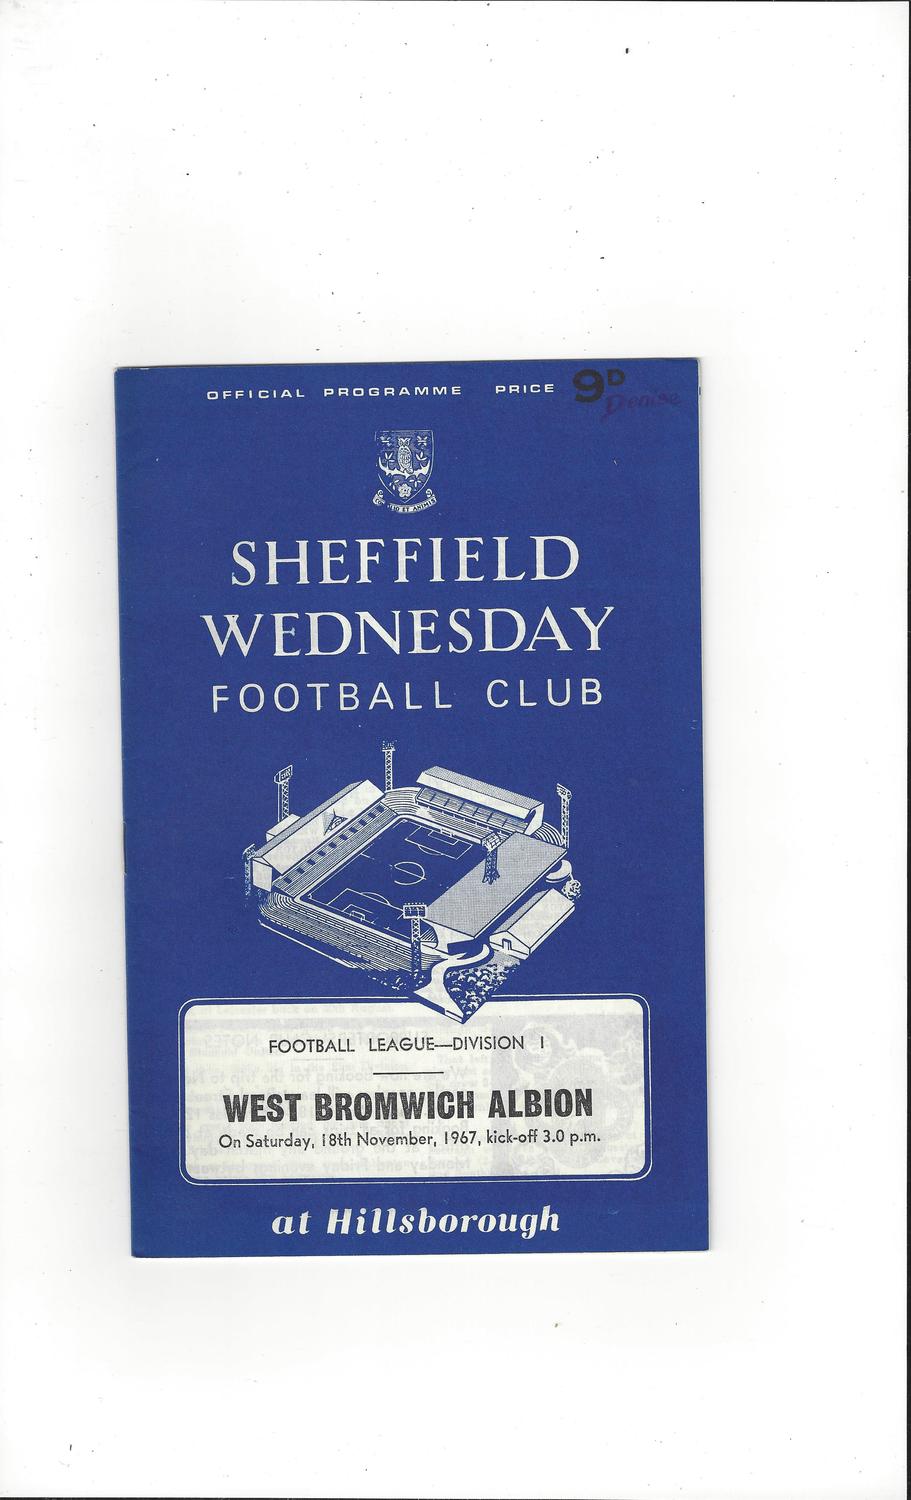 OFFICIAL PROGRAMME PRICE 9D
Denise
SHEFFIELD
WEDNESDAY
FOOTBALL CLUB
FOOTBALL LEAGUE—DIVISION 1
WEST BROMWICH ALBION
On Saturday, 18th November, 1967, kick-off 3.0 p.m.
at Hillsborough